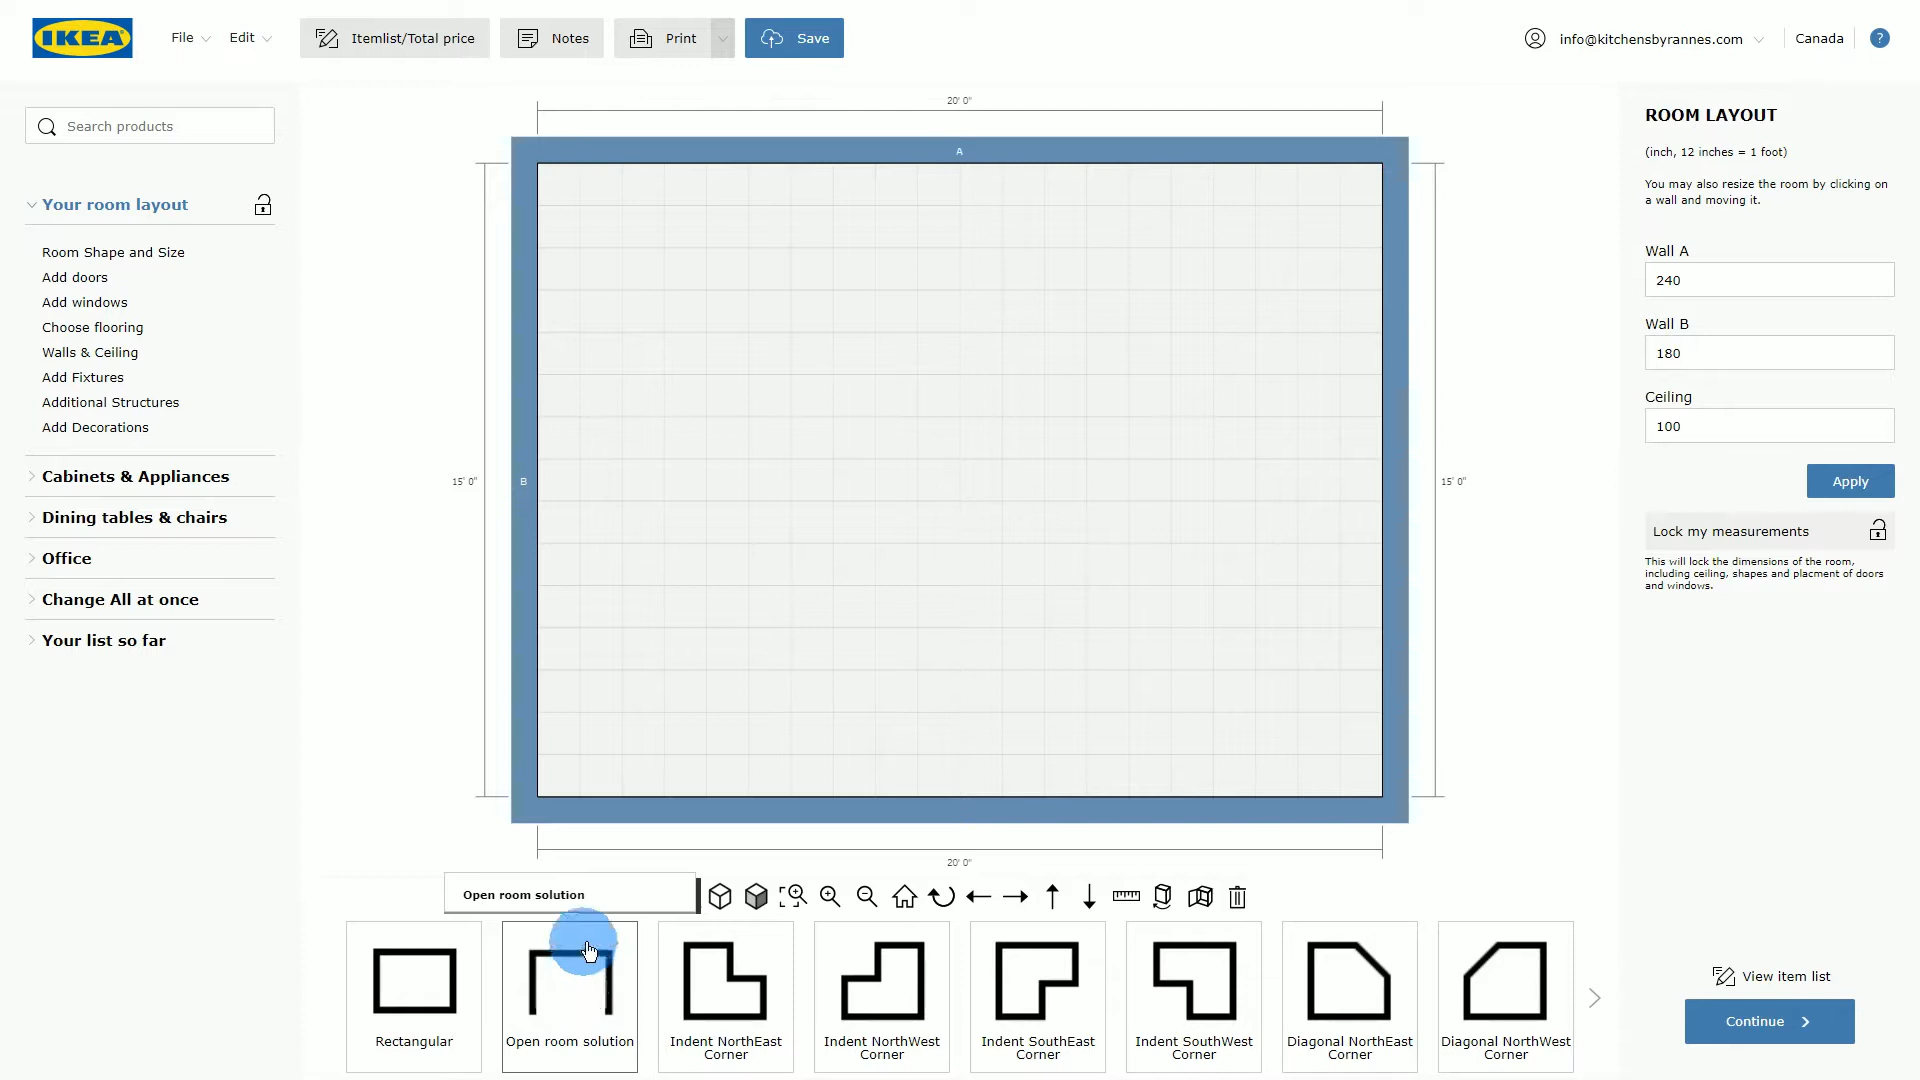 IKEA
File
Edit
Itemlist/Total price
Notes
Print
Save
info@kitchensbyrannes.com
Canada
?
Search products
Your room layout
Room Shape and Size
Add doors
Add windows
Choose flooring
Walls & Ceiling
Add Fixtures
Additional Structures
Add Decorations
Cabinets & Appliances
Dining tables & chairs
Office
Change All at once
Your list so far
20' 0"
A
15' 0"
B
15' 0"
20' 0"
Open room solution
Rectangular
Open room solution
Indent NorthEast
Corner
Indent NorthWest
Corner
Indent SouthEast
Corner
Indent SouthWest
Corner
Diagonal NorthEast
Corner
Diagonal NorthWest
Corner
ROOM LAYOUT
(inch, 12 inches = 1 foot)
You may also resize the room by clicking on
a wall and moving it.
Wall A
240
Wall B
180
Ceiling
100
Apply
Lock my measurements
This will lock the dimensions of the room,
including ceiling, shapes and placment of doors
and windows.
View item list
Continue